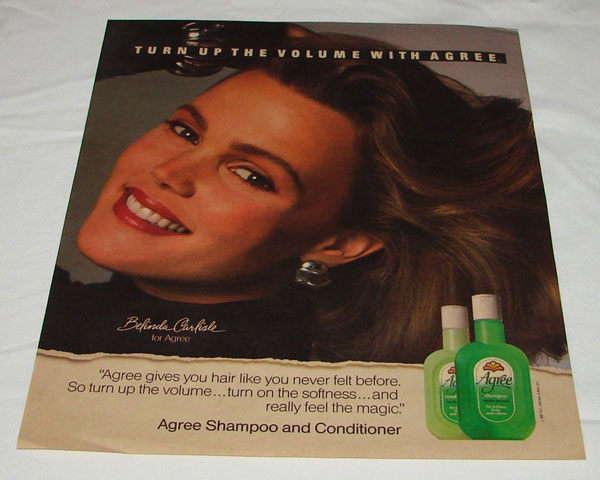 TURN UP THE VOLUME WITH AGREE.
Belinda Carlisle
for Agree
"Agree gives you hair like you never felt before.
So turn up the volume...turn on the softness...and
really feel the magic."
Agree Shampoo and Conditioner
Agree
shampoo